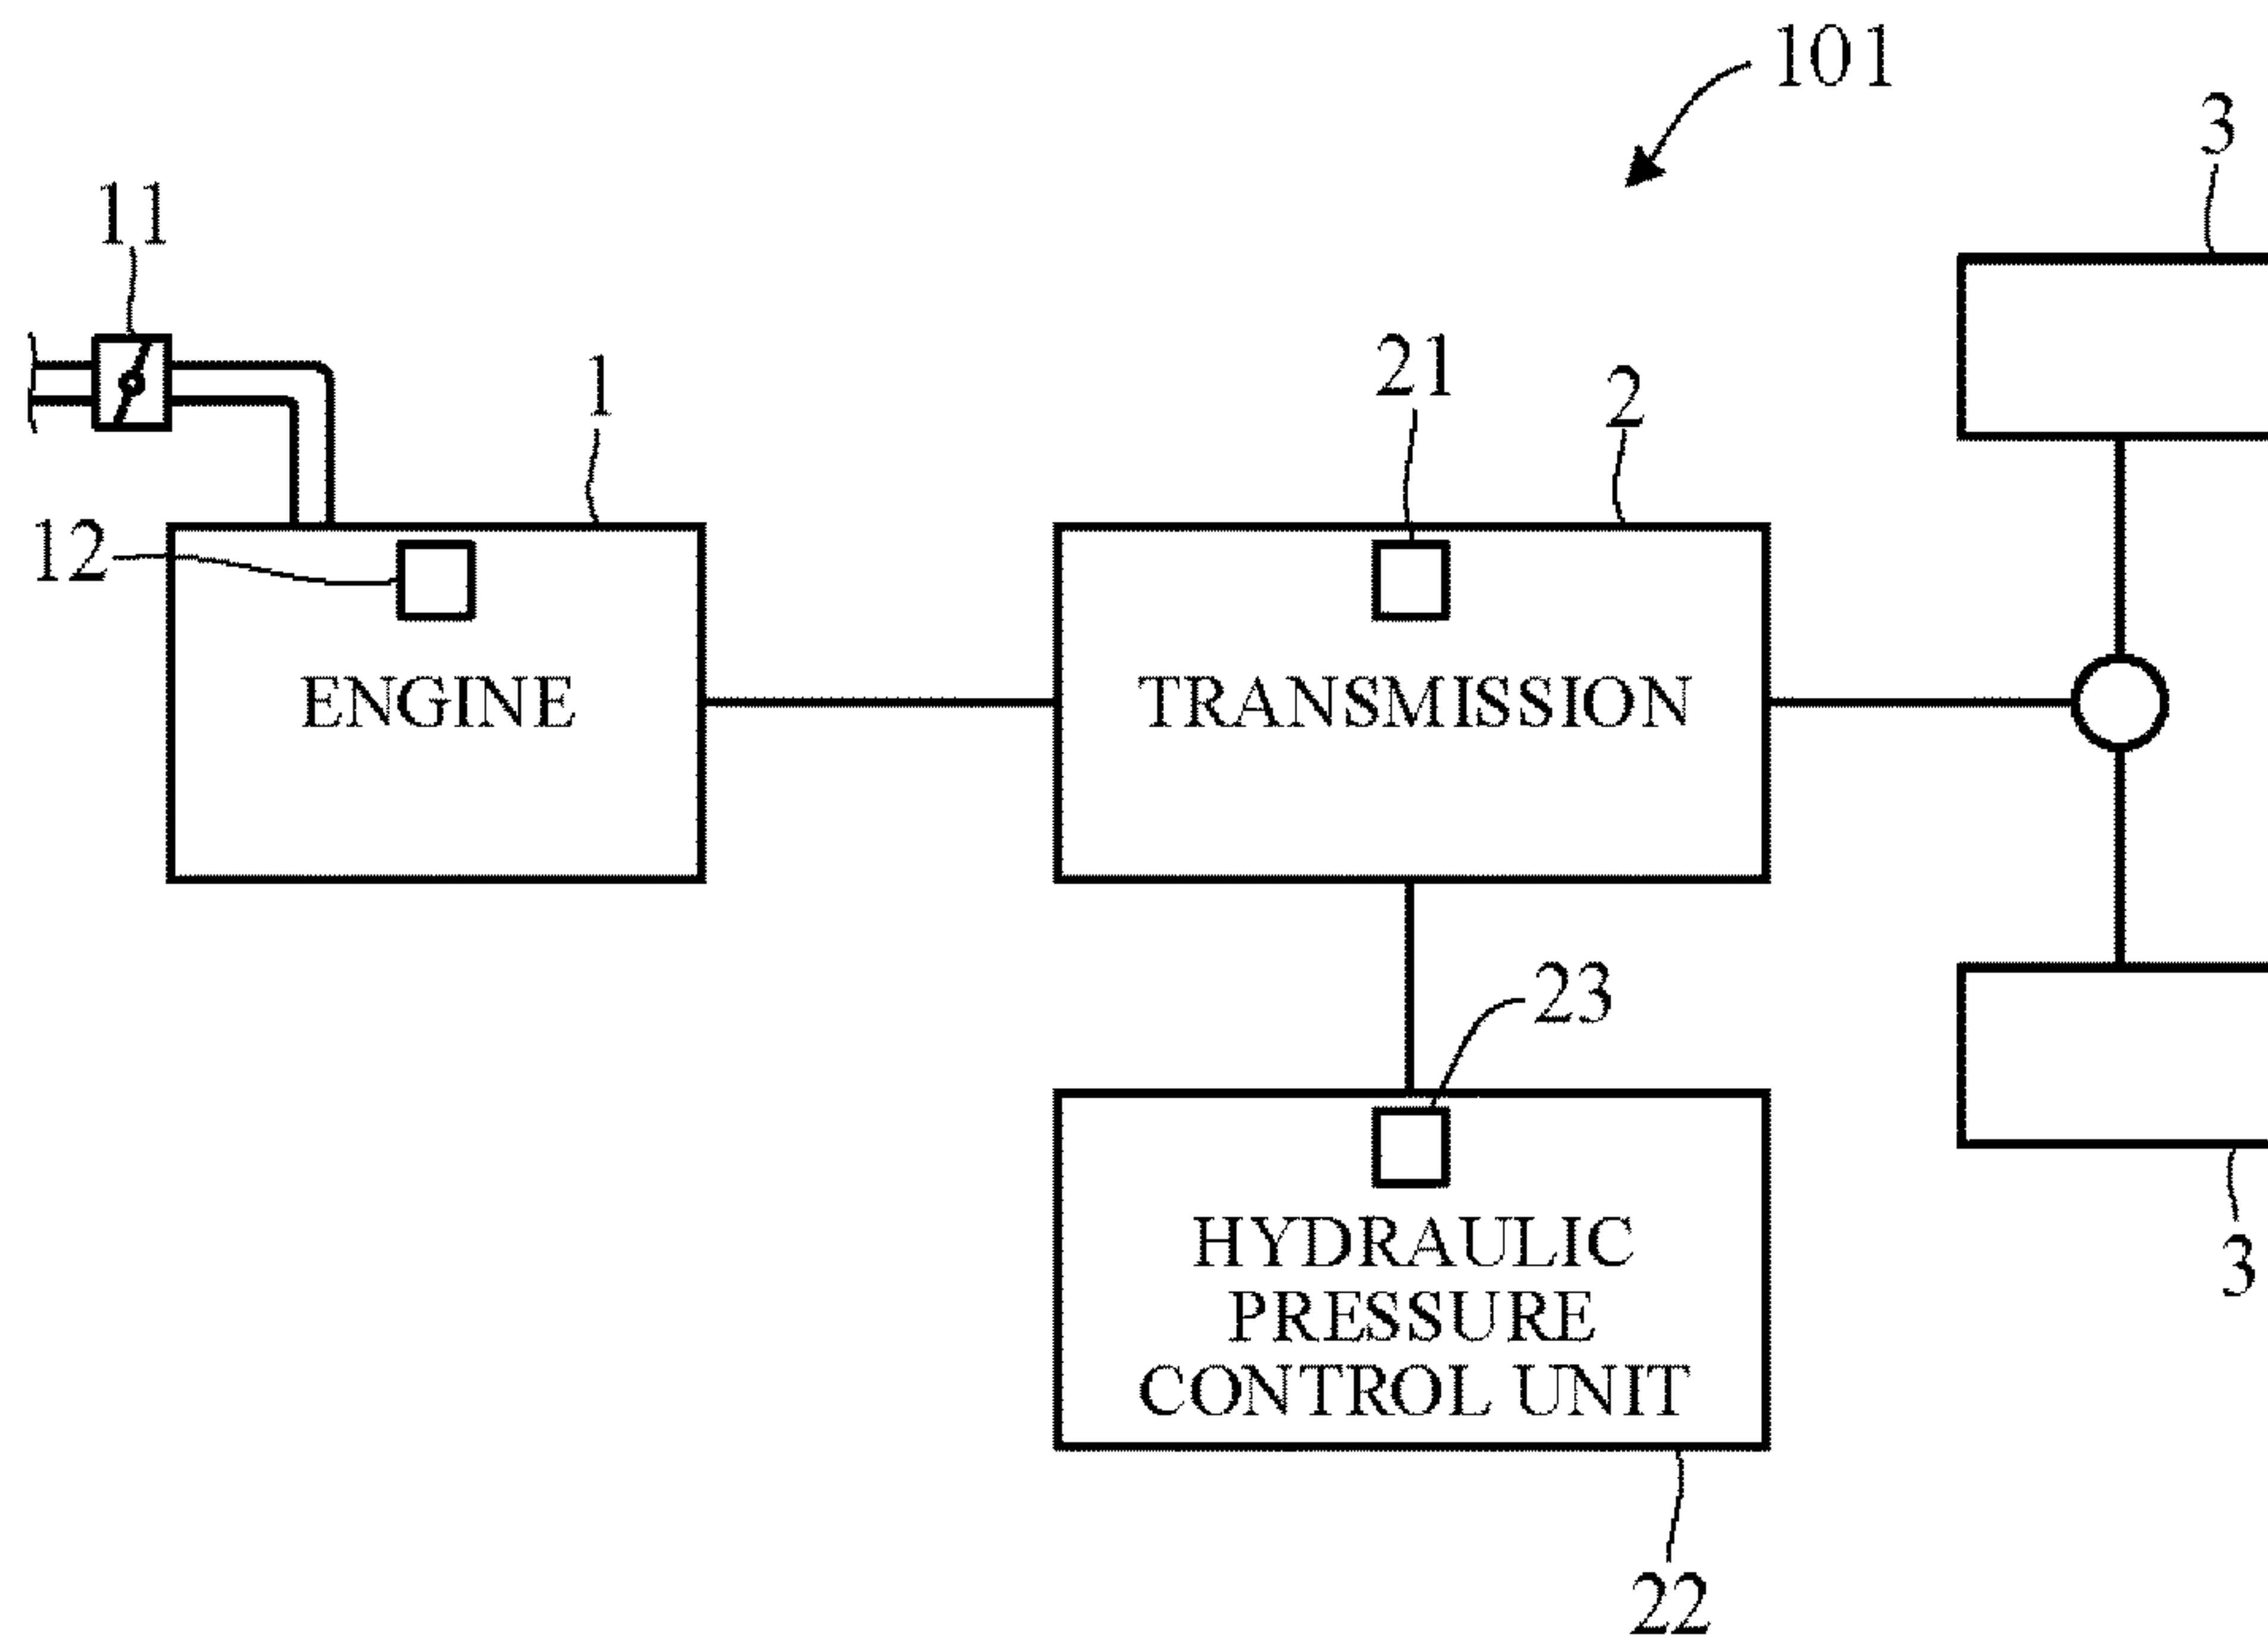 101
3
11
21
2
1
12
ENGINE
TRANSMISSION
23
HYDRAULIC
PRESSURE
CONTROL UNIT
3
22